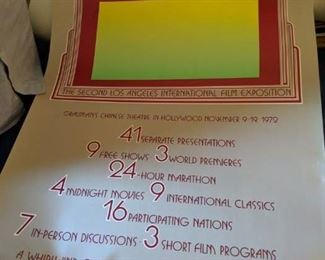 THE SECOND LOS ANGELES INTERNATIONAL FILM EXPOSITION
GRAUMAN'S CHINESE THEATRE IN HOLLYWOOD NOVEMBER 9-19 1972
41 SEPARATE PRESENTATIONS
9 FREE SHOWS 3 WORLD PREMIERES
24-HOUR MARATHON
4 MIDNIGHT MOVIES 9 INTERNATIONAL CLASSICS
16 PARTICIPATING NATIONS
7 IN-PERSON DISCUSSIONS 3 SHORT FILM PROGRAMS
A WHIRLWIND